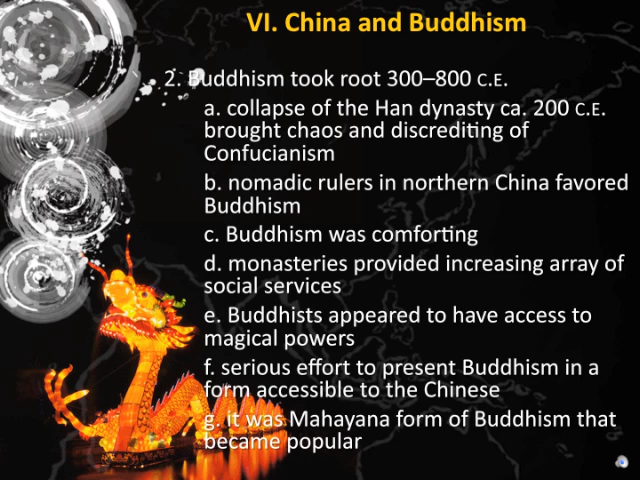 VI. China and Buddhism
2. Buddhism took root 300–800 C.E.
a. collapse of the Han dynasty ca. 200 C.E.
brought chaos and discrediting of
Confucianism
b. nomadic rulers in northern China favored
Buddhism
c. Buddhism was comforting
d. monasteries provided increasing array of
social services
e. Buddhists appeared to have access to
magical powers
f. serious effort to present Buddhism in a
form accessible to the Chinese
g. it was Mahayana form of Buddhism that
became popular